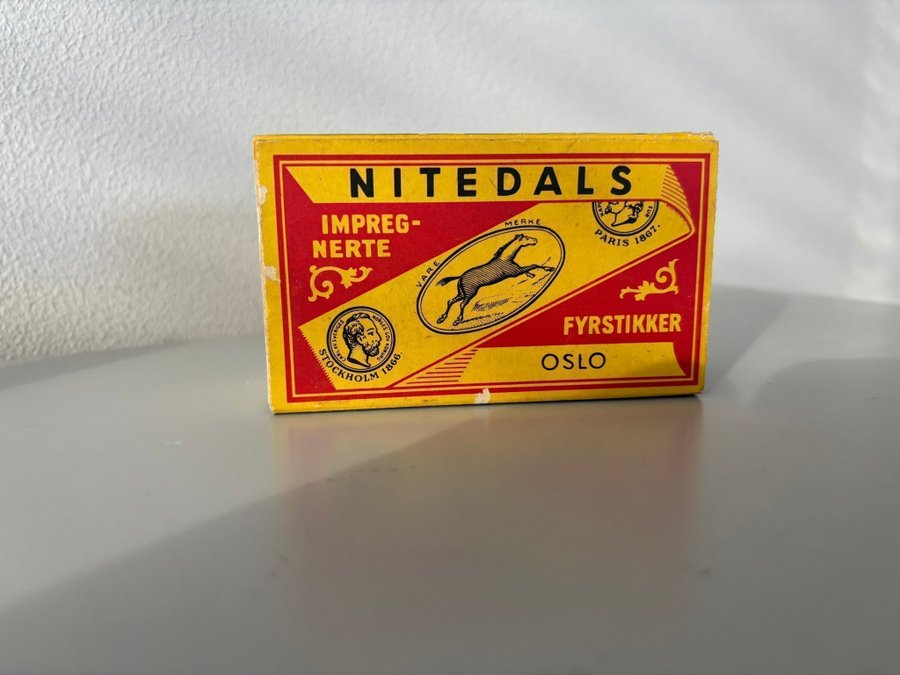 NITEDALS
IMPREG-
NERTE
VARE MERKE
PARIS 1867.
STOCKHOLM 1866.
FYRSTIKKER
OSLO